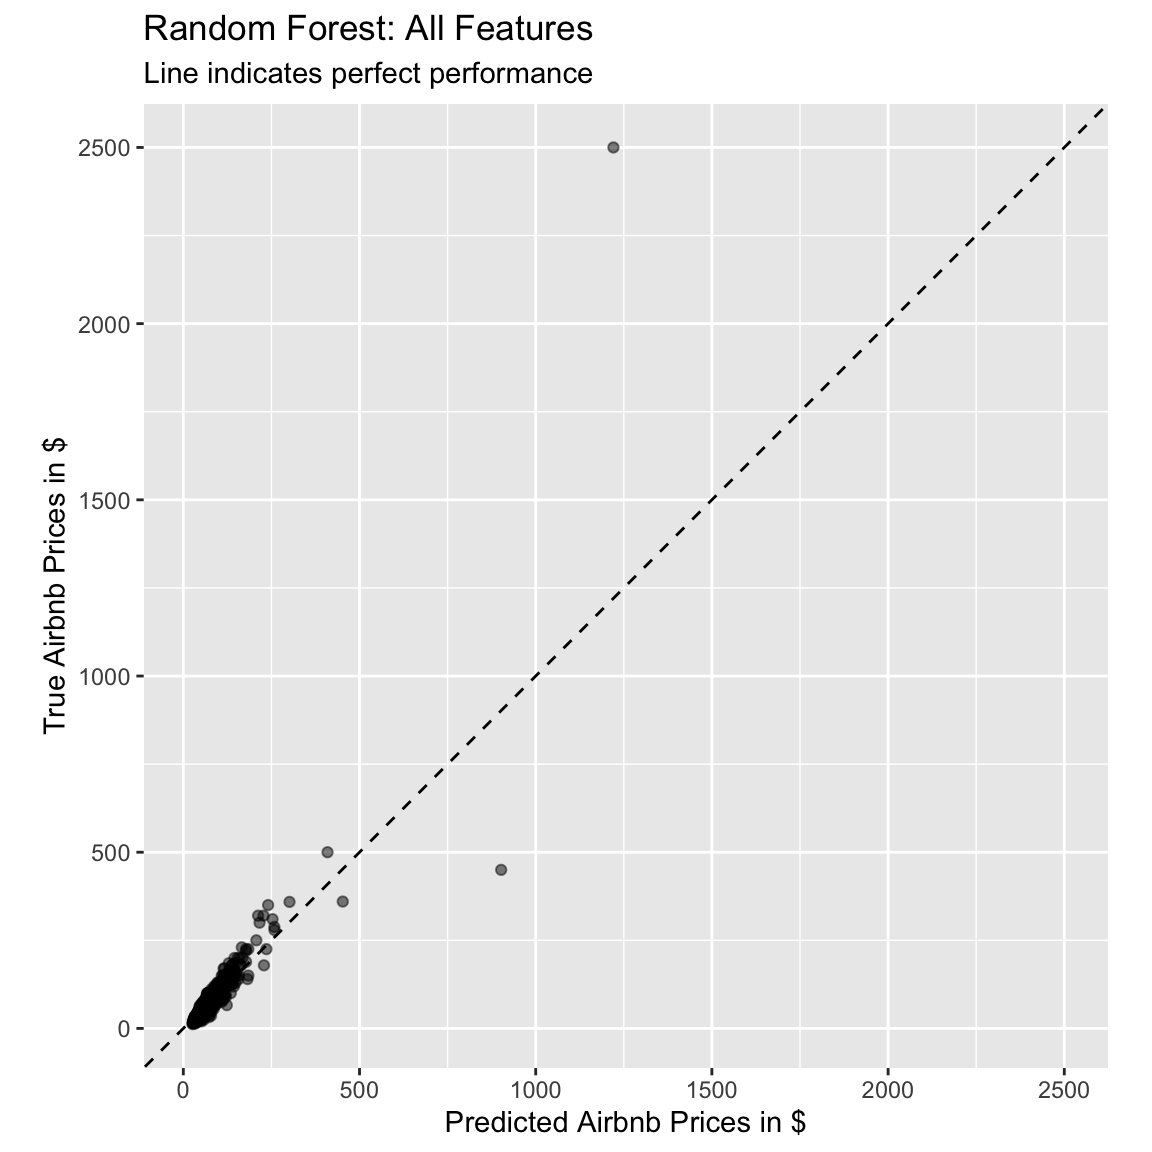 Random Forest: All Features
Line indicates perfect performance
2500
2000
1500
1000
500
0
True Airbnb Prices in $
0 500 1000 1500 2000 2500
Predicted Airbnb Prices in $